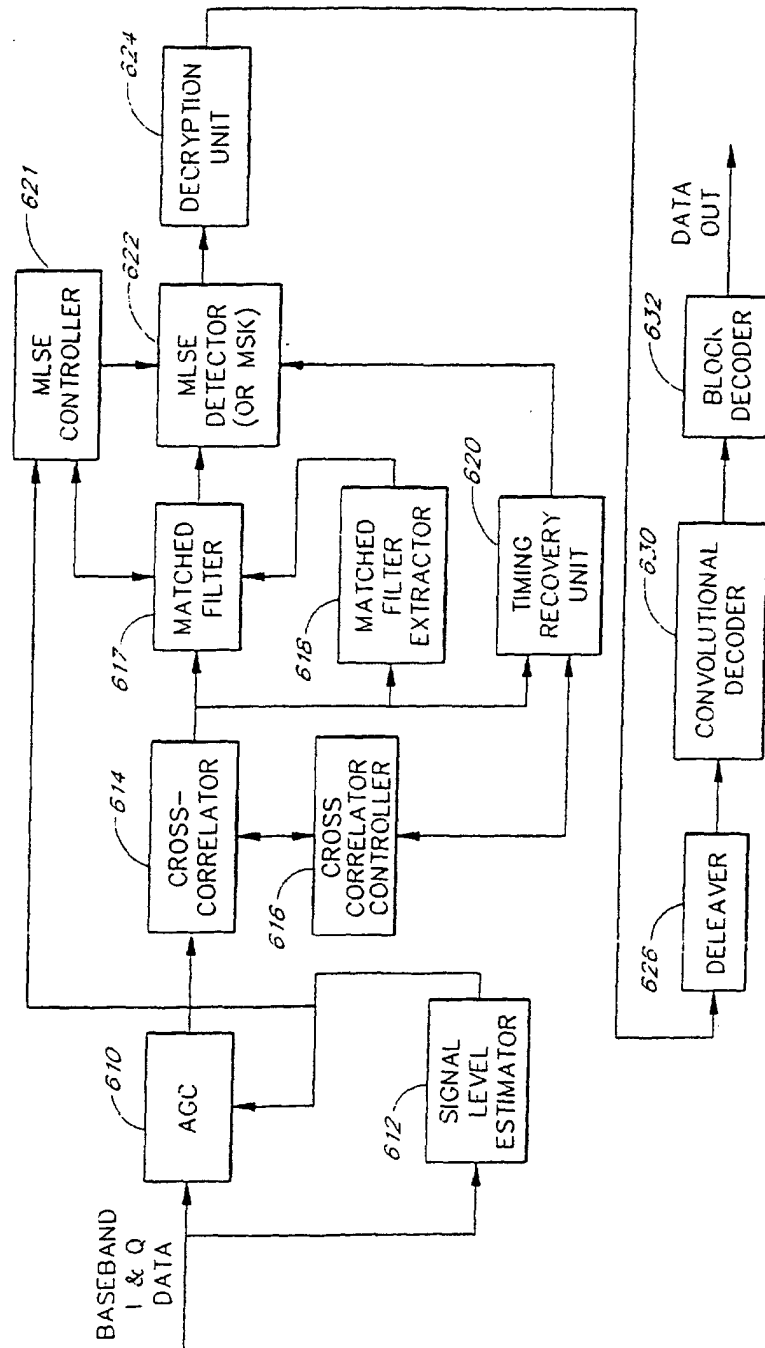 BASEBAND
I & Q
DATA
610
AGC
612
SIGNAL
LEVEL
ESTIMATOR
614
CROSS-
CORRELATOR
616
CROSS
CORRELATOR
CONTROLLER
617
MATCHED
FILTER
618
MATCHED
FILTER
EXTRACTOR
620
TIMING
RECOVERY
UNIT
621
MLSE
CONTROLLER
622
MLSE
DETECTOR
(OR MSK)
624
DECRYPTION
UNIT
626
DELEAVER
630
CONVOLUTIONAL
DECODER
632
BLOCK
DECODER
DATA
OUT